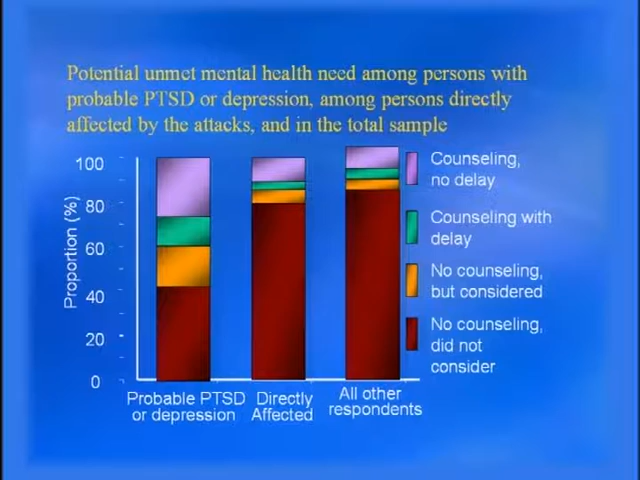 Potential unmet mental health need among persons with
probable PTSD or depression, among persons directly
affected by the attacks, and in the total sample
Proportion (%)
100
80
60
40
20
0
Probable PTSD
or depression
Directly
Affected
All other
respondents
Counseling,
no delay
Counseling with
delay
No counseling,
but considered
No counseling,
did not
consider